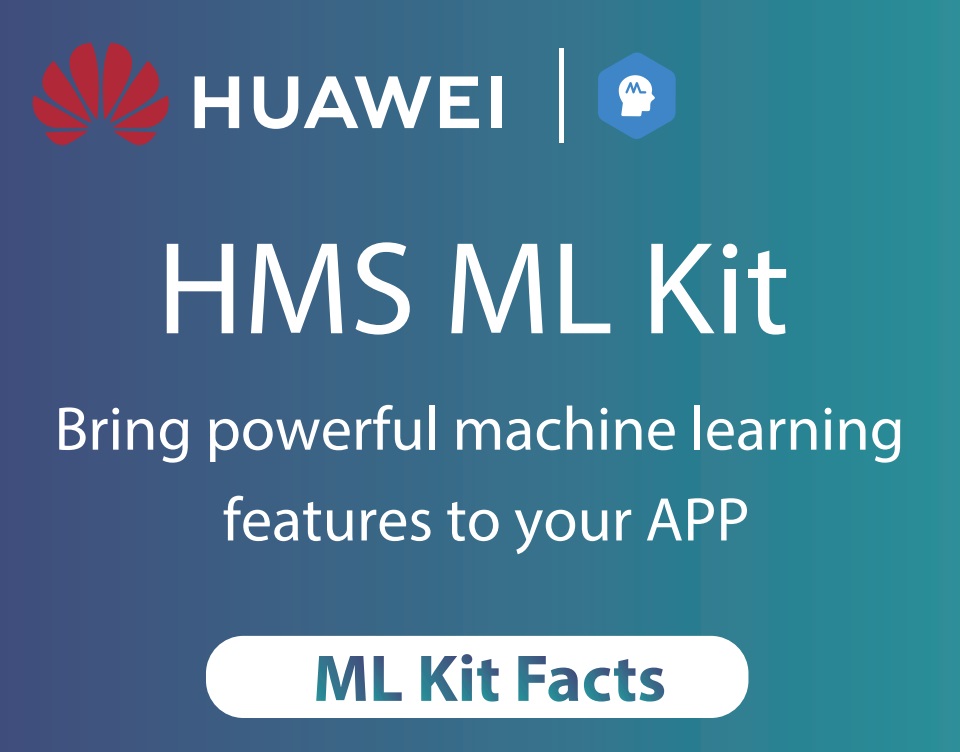 HUAWEI
ML
HMS ML Kit
Bring powerful machine learning
features to your APP
ML Kit Facts